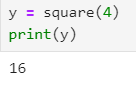 y = square(4)
print(y)
16